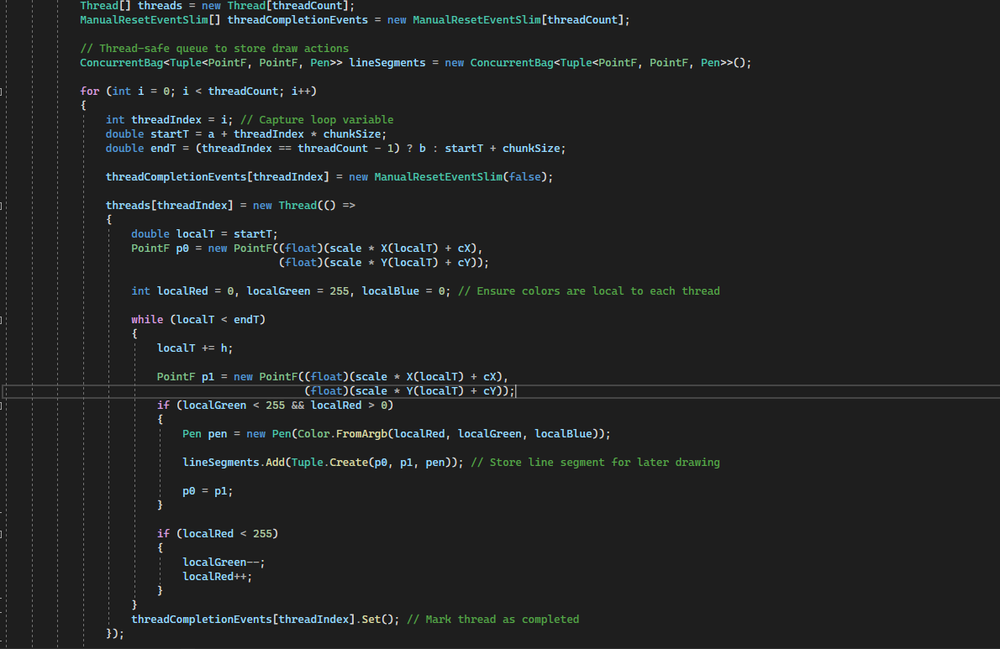 Thread[] threads = new Thread[threadCount];
ManualResetEventSlim[] threadCompletionEvents = new ManualResetEventSlim[threadCount];
// Thread-safe queue to store draw actions
ConcurrentBag<Tuple<PointF, PointF, Pen>> lineSegments = new ConcurrentBag<Tuple<PointF, PointF, Pen>>();
for (int i = 0; i < threadCount; i++)
{
int threadIndex = i; // Capture loop variable
double startT = a + threadIndex * chunkSize;
double endT = (threadIndex == threadCount - 1) ? b : startT + chunkSize;
threadCompletionEvents[threadIndex] = new ManualResetEventSlim(false);
threads[threadIndex] = new Thread(() =>
{
double localT = startT;
PointF p0 = new PointF((float)(scale * X(localT) + cX),
(float)(scale * Y(localT) + cY));
int localRed = 0, localGreen = 255, localBlue = 0; // Ensure colors are local to each thread
while (localT < endT)
{
localT += h;
PointF p1 = new PointF((float)(scale * X(localT) + cX),
(float)(scale * Y(localT) + cY));
if (localGreen < 255 && localRed > 0)
{
Pen pen = new Pen(Color.FromArgb(localRed, localGreen, localBlue));
lineSegments.Add(Tuple.Create(p0, p1, pen)); // Store line segment for later drawing
p0 = p1;
}
if (localRed < 255)
{
localGreen--;
localRed++;
}
}
threadCompletionEvents[threadIndex].Set(); // Mark thread as completed
});